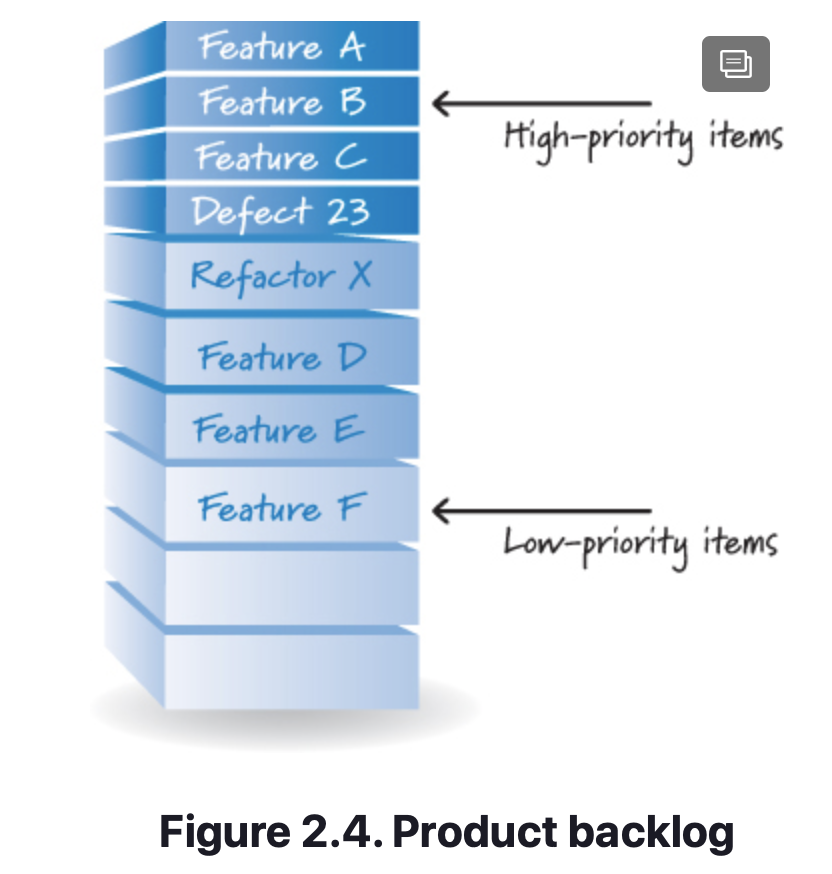 Feature A
Feature B
High-priority items
Feature C
Defect 23
Refactor X
Feature D
Feature E
Feature F
Low-priority items
Figure 2.4. Product backlog